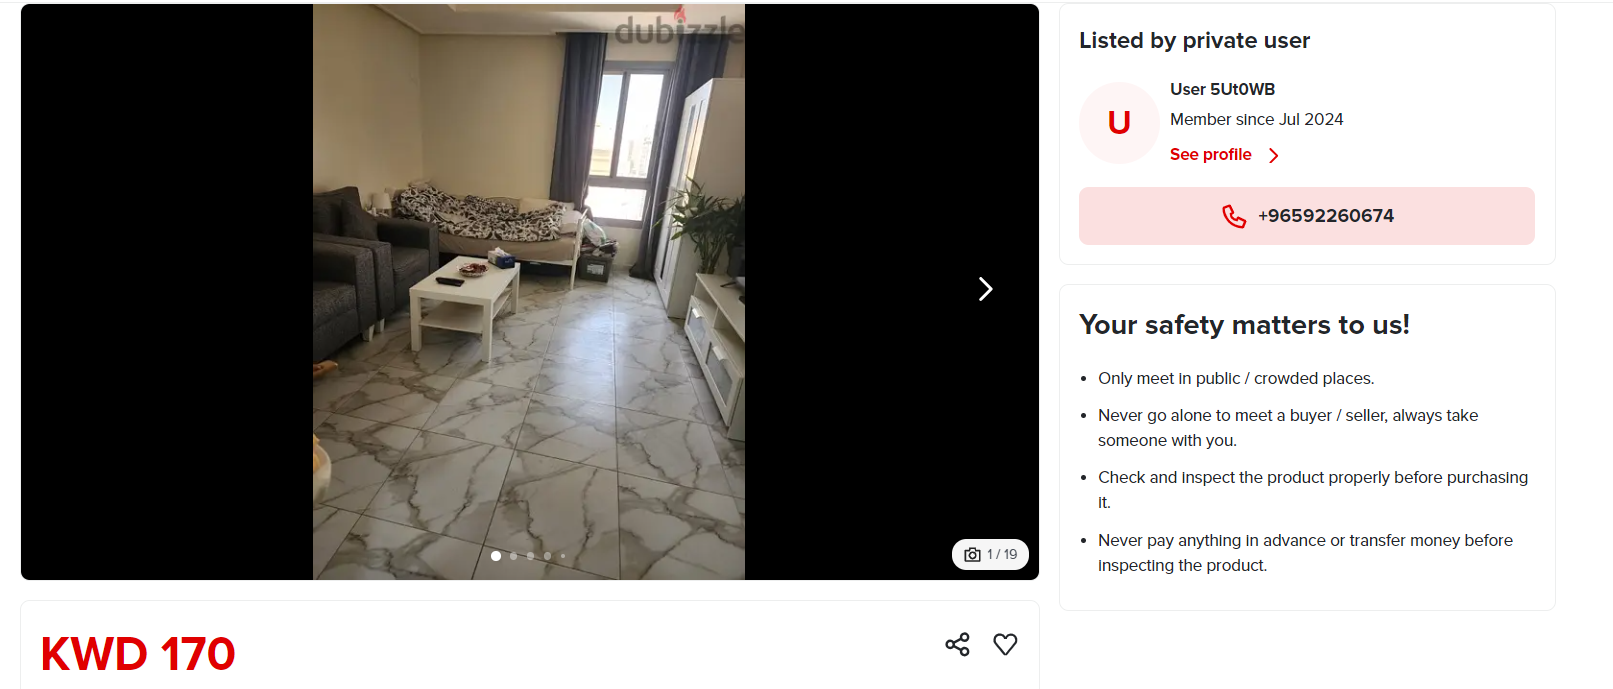 dubizzle
1 / 19
KWD 170
Listed by private user
U
User 5Ut0WB
Member since Jul 2024
See profile
+96592260674
Your safety matters to us!
• Only meet in public / crowded places.
• Never go alone to meet a buyer / seller, always take
someone with you.
• Check and inspect the product properly before purchasing
it.
• Never pay anything in advance or transfer money before
inspecting the product.